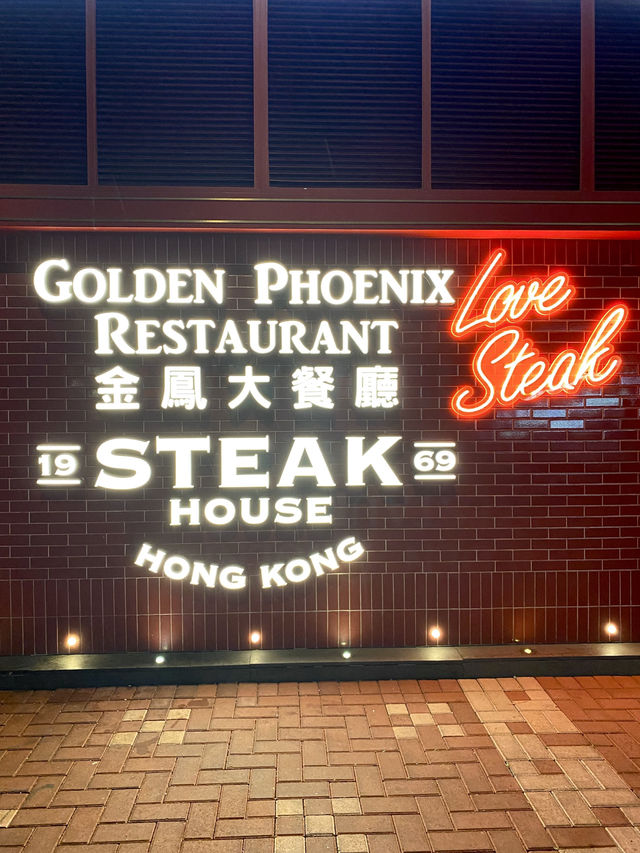 GOLDEN PHOENIX
RESTAURANT
金鳳大餐廳
19 STEAK 69
HOUSE
HONG KONG
Love
Steak